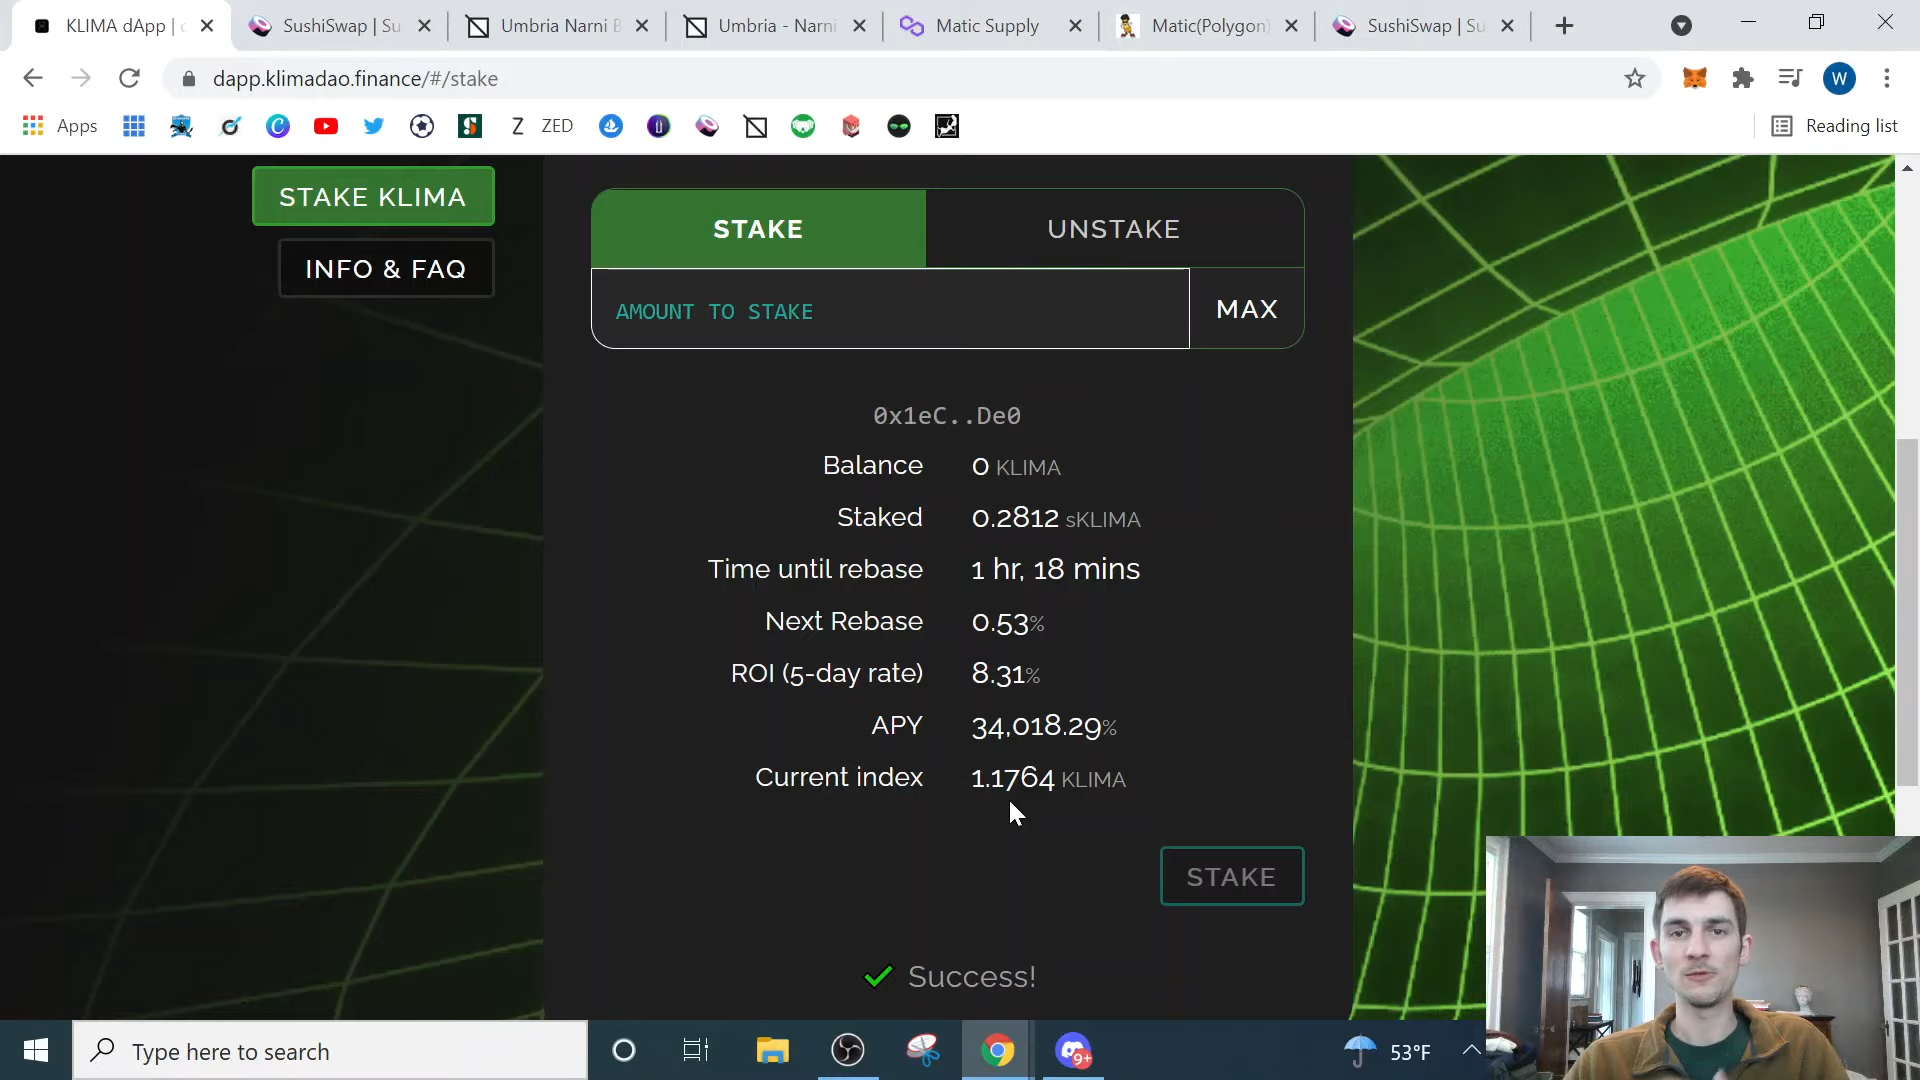 KLIMA dApp | c
SushiSwap | Su
Umbria Narni B
Umbria - Narni
Matic Supply
Matic(Polygon)
SushiSwap | Su
dapp.klimadao.finance/#/stake
W
Apps
ZED
Reading list
STAKE KLIMA
INFO & FAQ
STAKE
UNSTAKE
AMOUNT TO STAKE
MAX
0x1eC..De0
Balance 0 KLIMA
Staked 0.2812 sKLIMA
Time until rebase 1 hr, 18 mins
Next Rebase 0.53%
ROI (5-day rate) 8.31%
APY 34,018.29%
Current index 1.1764 KLIMA
STAKE
Success!
Type here to search
9+
53°F